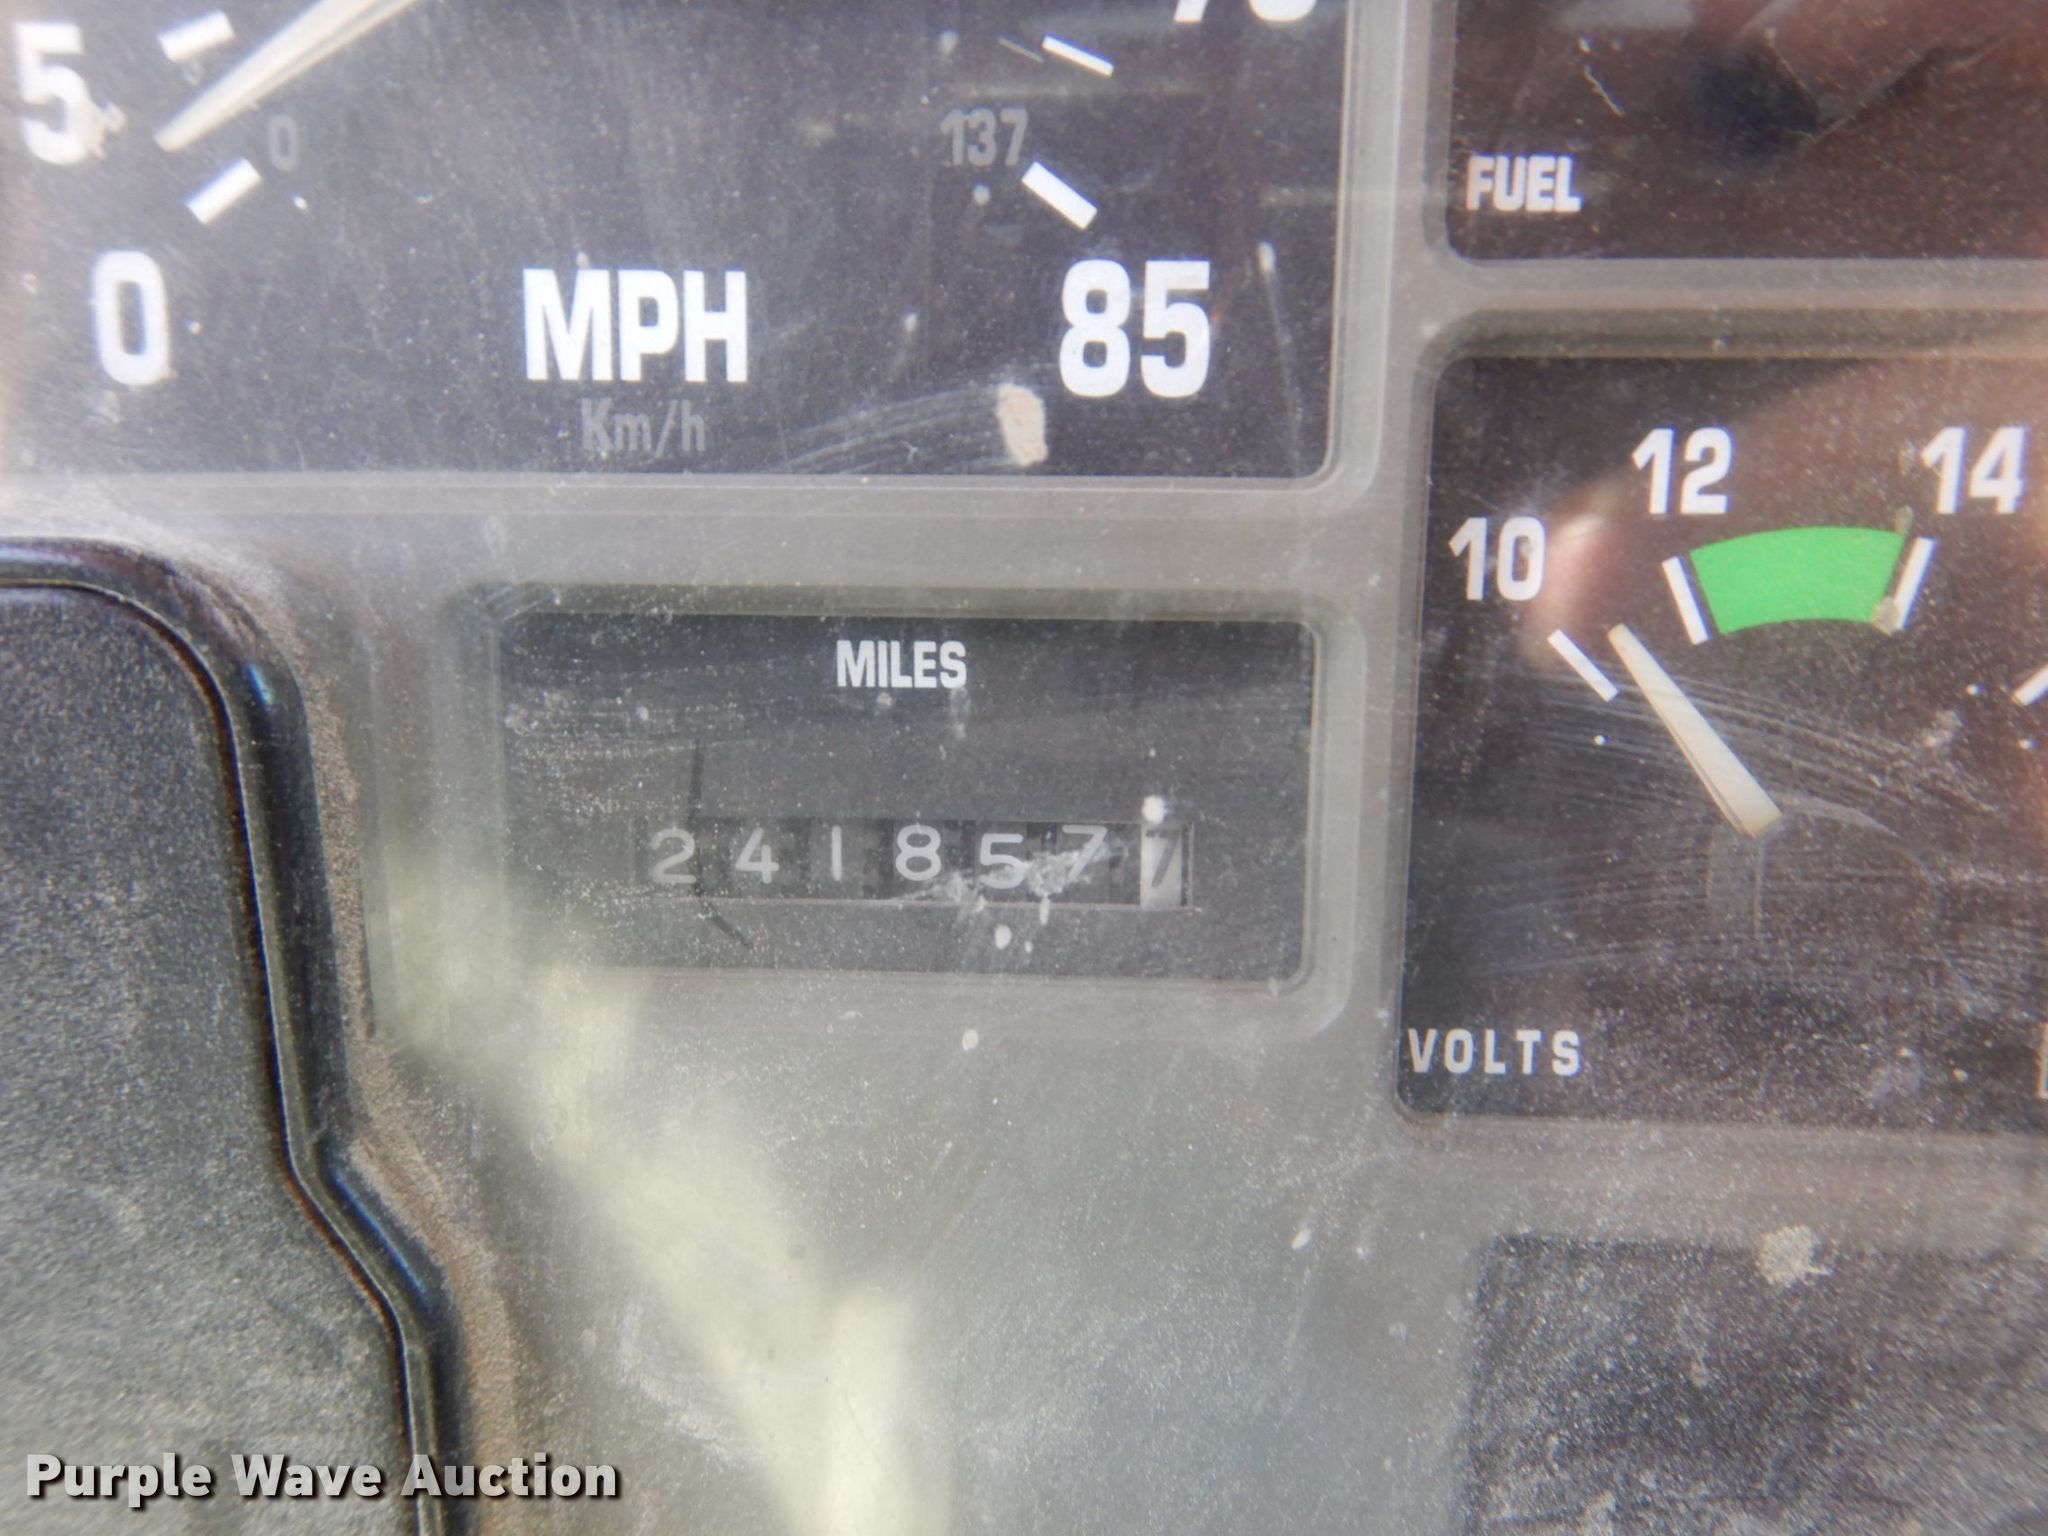 5
0
137
0
MPH
85
Km/h
FUEL
12
14
10
MILES
2418577
VOLTS
Purple Wave Auction